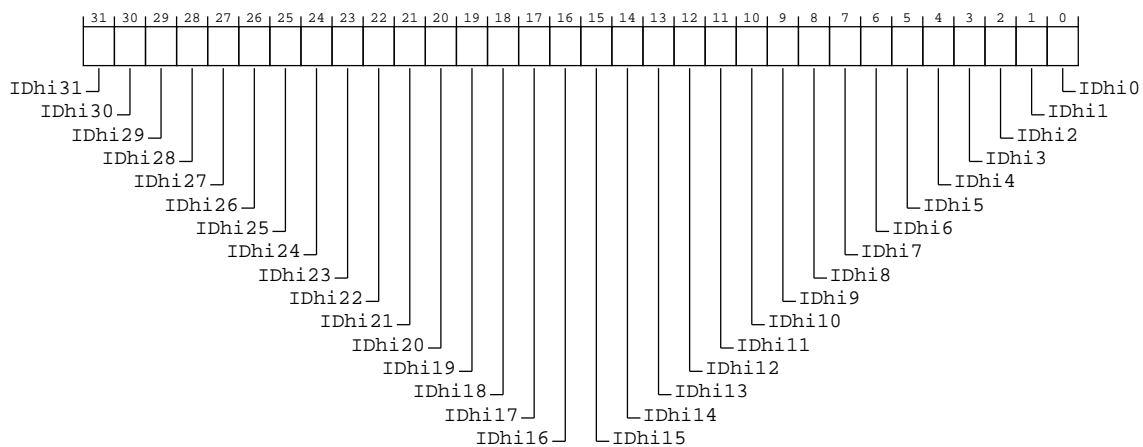 31 30 29 28 27 26 25 24 23 22 21 20 19 18 17 16 15 14 13 12 11 10 9 8 7 6 5 4 3 2 1 0
IDhi31 IDhi0
IDhi30 IDhi1
IDhi29 IDhi2
IDhi28 IDhi3
IDhi27 IDhi4
IDhi26 IDhi5
IDhi25 IDhi6
IDhi24 IDhi7
IDhi23 IDhi8
IDhi22 IDhi9
IDhi21 IDhi10
IDhi20 IDhi11
IDhi19 IDhi12
IDhi18 IDhi13
IDhi17 IDhi14
IDhi16 IDhi15